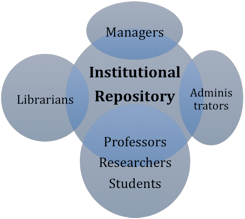 Managers
Institutional
Repository
Librarians
Adminis
trators
Professors
Researchers
Students